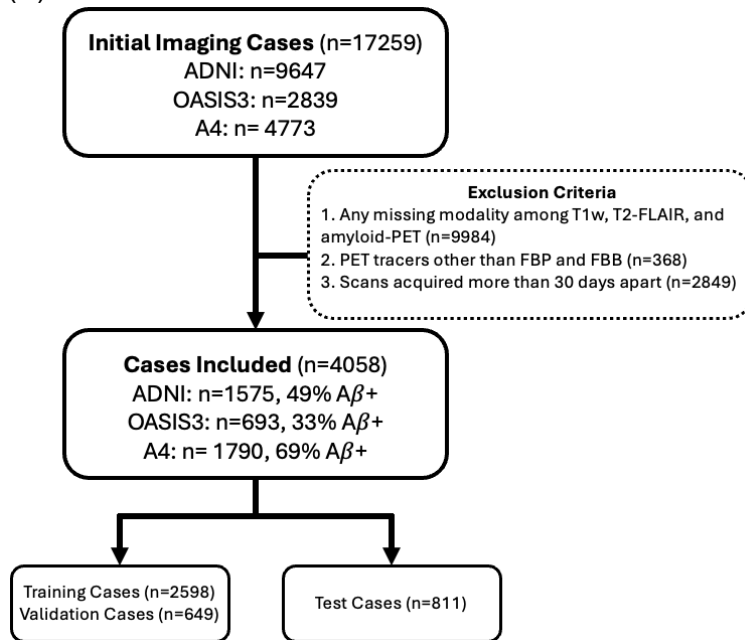 Initial Imaging Cases (n=17259)
ADNI: n=9647
OASIS3: n=2839
A4: n= 4773
Exclusion Criteria
1. Any missing modality among T1w, T2-FLAIR, and
amyloid-PET (n=9984)
2. PET tracers other than FBP and FBB (n=368)
3. Scans acquired more than 30 days apart (n=2849)
Cases Included (n=4058)
ADNI: n=1575, 49% Aβ+
OASIS3: n=693, 33% Aβ+
A4: n= 1790, 69% Aβ+
Training Cases (n=2598)
Validation Cases (n=649)
Test Cases (n=811)